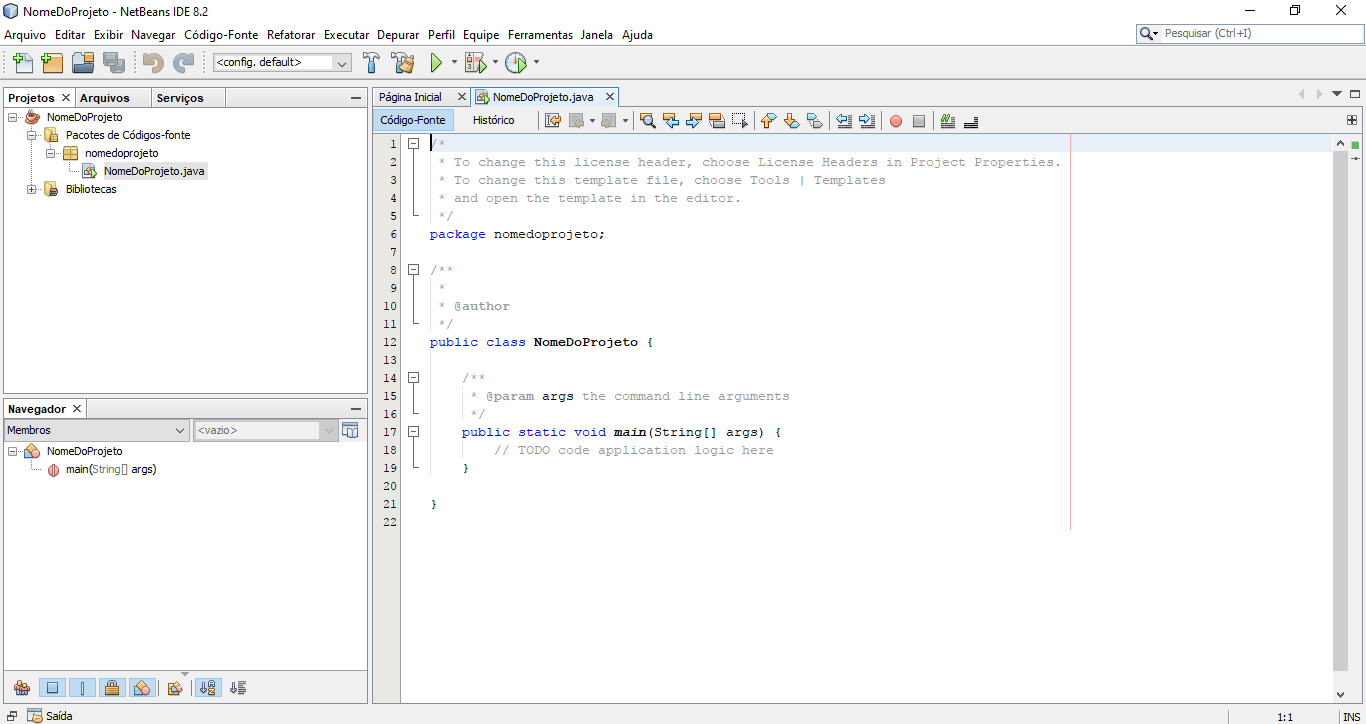 NomeDoProjeto - NetBeans IDE 8.2
Arquivo Editar Exibir Navegar Código-Fonte Refatorar Executar Depurar Perfil Equipe Ferramentas Janela Ajuda
Pesquisar (Ctrl+I)
<config. default>
Projetos Arquivos Serviços
NomeDoProjeto
Pacotes de Códigos-fonte
nomedoprojeto
NomeDoProjeto.java
Bibliotecas
Navegador
Membros <vazio>
NomeDoProjeto
main(String[] args)
Página Inicial NomeDoProjeto.java
Código-Fonte Histórico
1 /*
2 * To change this license header, choose License Headers in Project Properties.
3 * To change this template file, choose Tools | Templates
4 * and open the template in the editor.
5 */
6 package nomedoprojeto;
7
8 /**
9 *
10 * @author
11 */
12 public class NomeDoProjeto {
13
14 /**
15 * @param args the command line arguments
16 */
17 public static void main(String[] args) {
18 // TODO code application logic here
19 }
20
21 }
22
Saída
1:1 INS